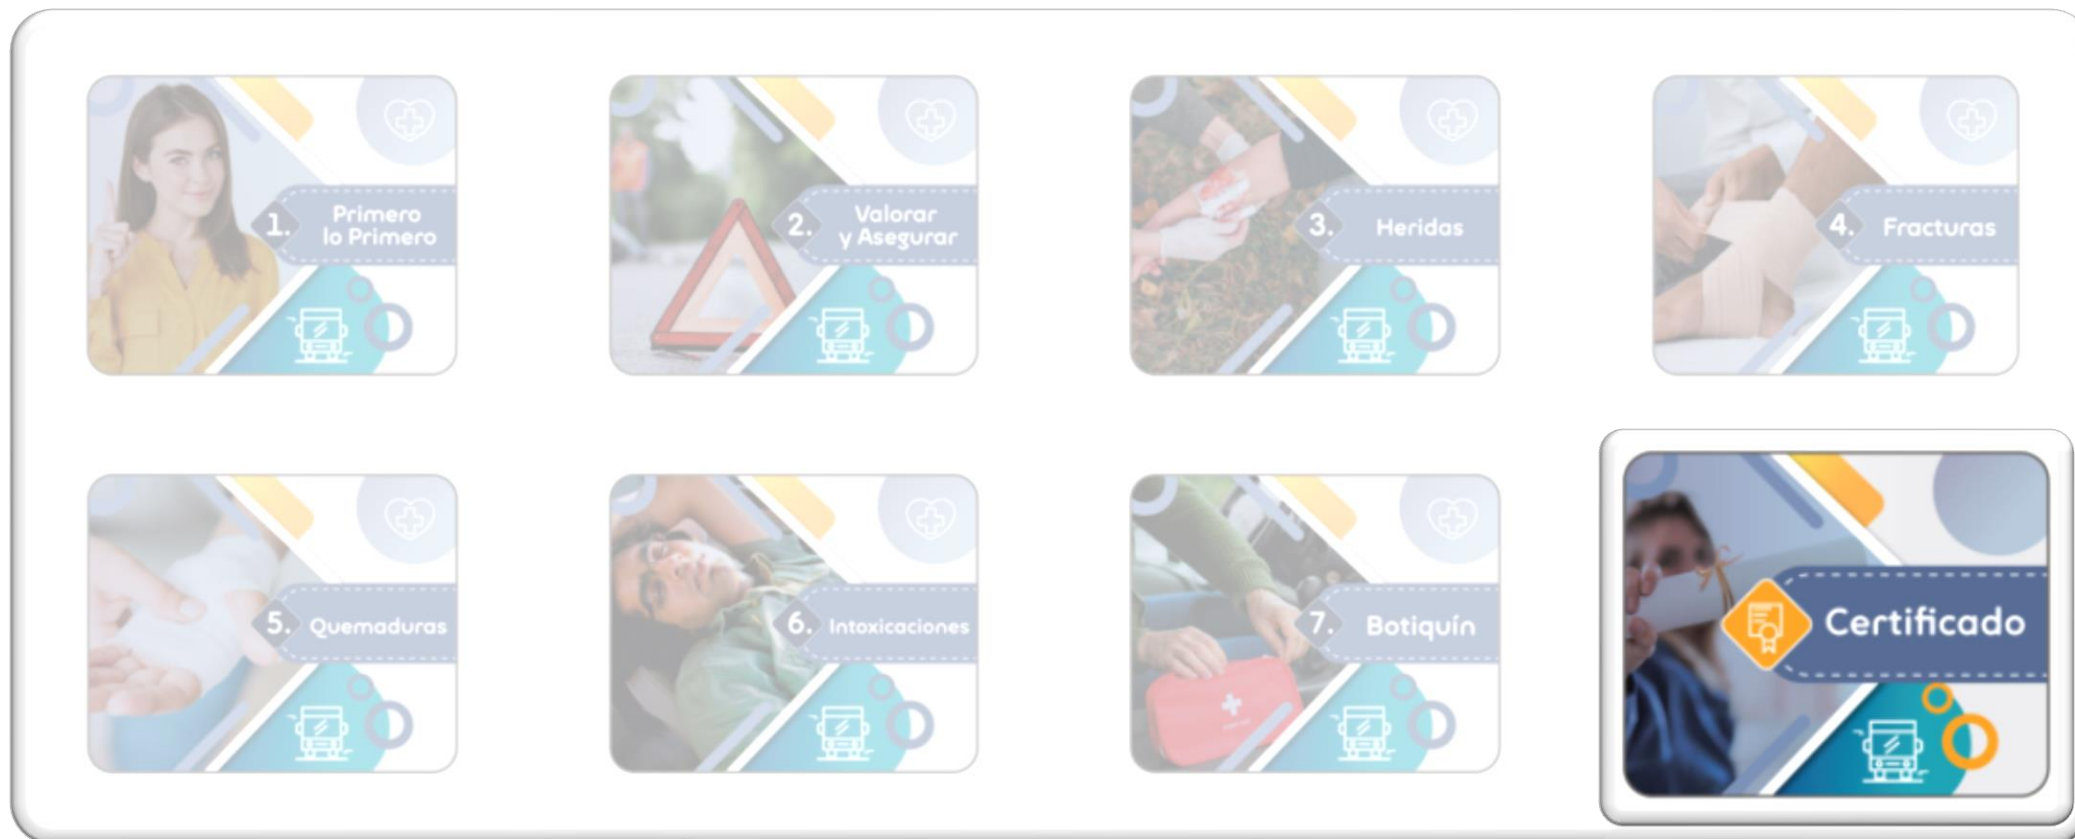 1.
Primero
lo Primero
2.
Valorar
y Asegurar
3.
Heridas
4.
Fracturas
5.
Quemaduras
6.
Intoxicaciones
7.
Botiquín
Certificado